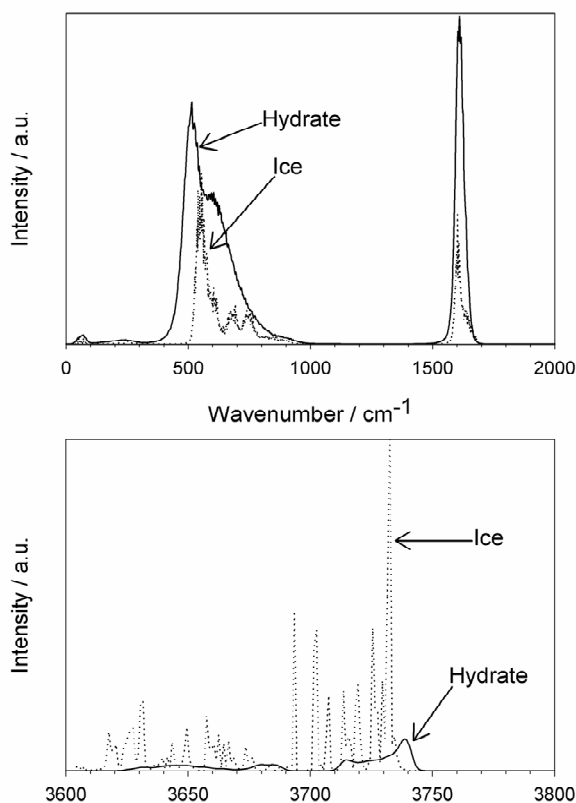 Intensity / a.u.
Hydrate
Ice
0 500 1000 1500 2000
Wavenumber / cm-1
Intensity / a.u.
Ice
Hydrate
3600 3650 3700 3750 3800